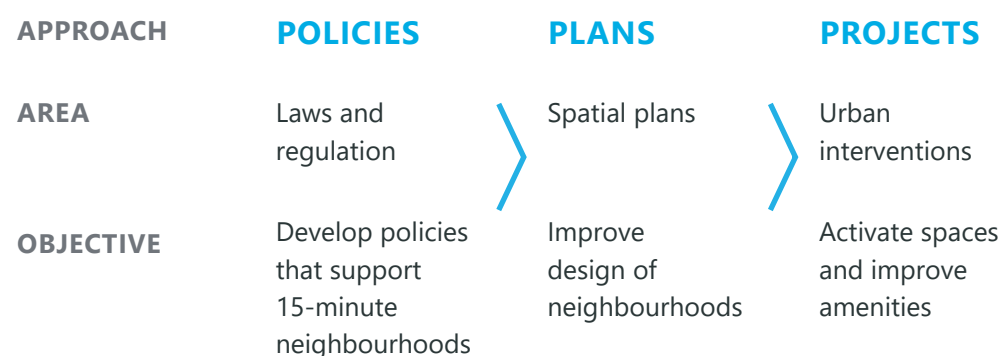 APPROACH POLICIES PLANS PROJECTS
AREA
Laws and
regulation
Spatial plans
Urban
interventions
OBJECTIVE
Develop policies
that support
15-minute
neighbourhoods
Improve
design of
neighbourhoods
Activate spaces
and improve
amenities